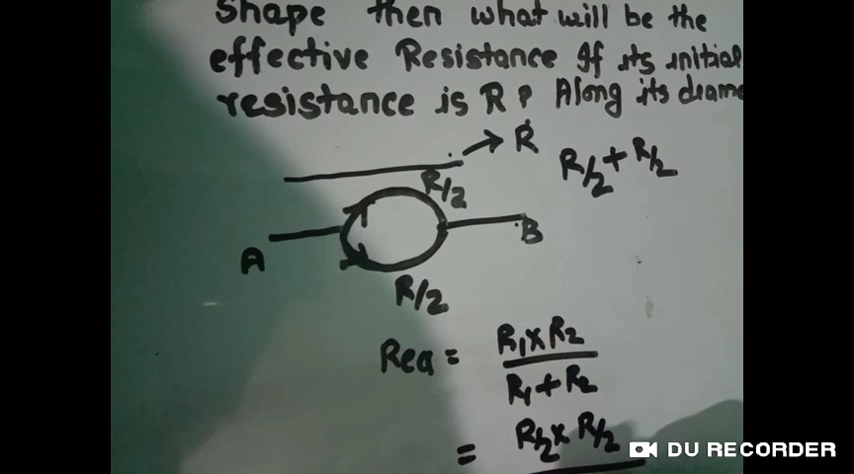 shape then what will be the
effective Resistance If its initial
resistance is R? Along its diame
R
R/2 + R/2
R/2
A
B
R/2
Req = R1 x R2
R1 + R2
= R/2 x R/2
DU RECORDER